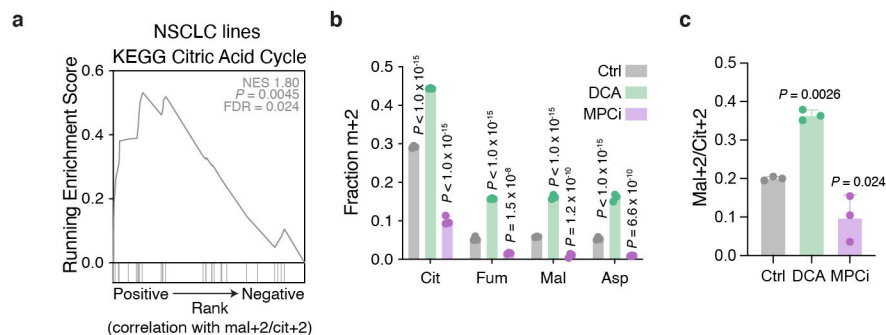 a
NSCLC lines
KEGG Citric Acid Cycle
Running Enrichment Score
0.6
0.4
0.2
0.0
NES 1.80
P = 0.0045
FDR = 0.024
Positive → Negative
Rank
(correlation with mal+2/cit+2)
b
Fraction m+2
0.5
0.4
0.3
0.2
0.1
0.0
Ctrl
DCA
MPCi
P < 1.0 x 10⁻¹⁵
P < 1.0 x 10⁻¹⁵
P < 1.0 x 10⁻¹⁵
P = 1.5 x 10⁻⁸
P < 1.0 x 10⁻¹⁵
P = 1.2 x 10⁻¹⁰
P < 1.0 x 10⁻¹⁵
P = 6.6 x 10⁻¹⁰
Cit Fum Mal Asp
c
Mal+2/Cit+2
0.5
0.4
0.3
0.2
0.1
0.0
P = 0.0026
P = 0.024
Ctrl DCA MPCi